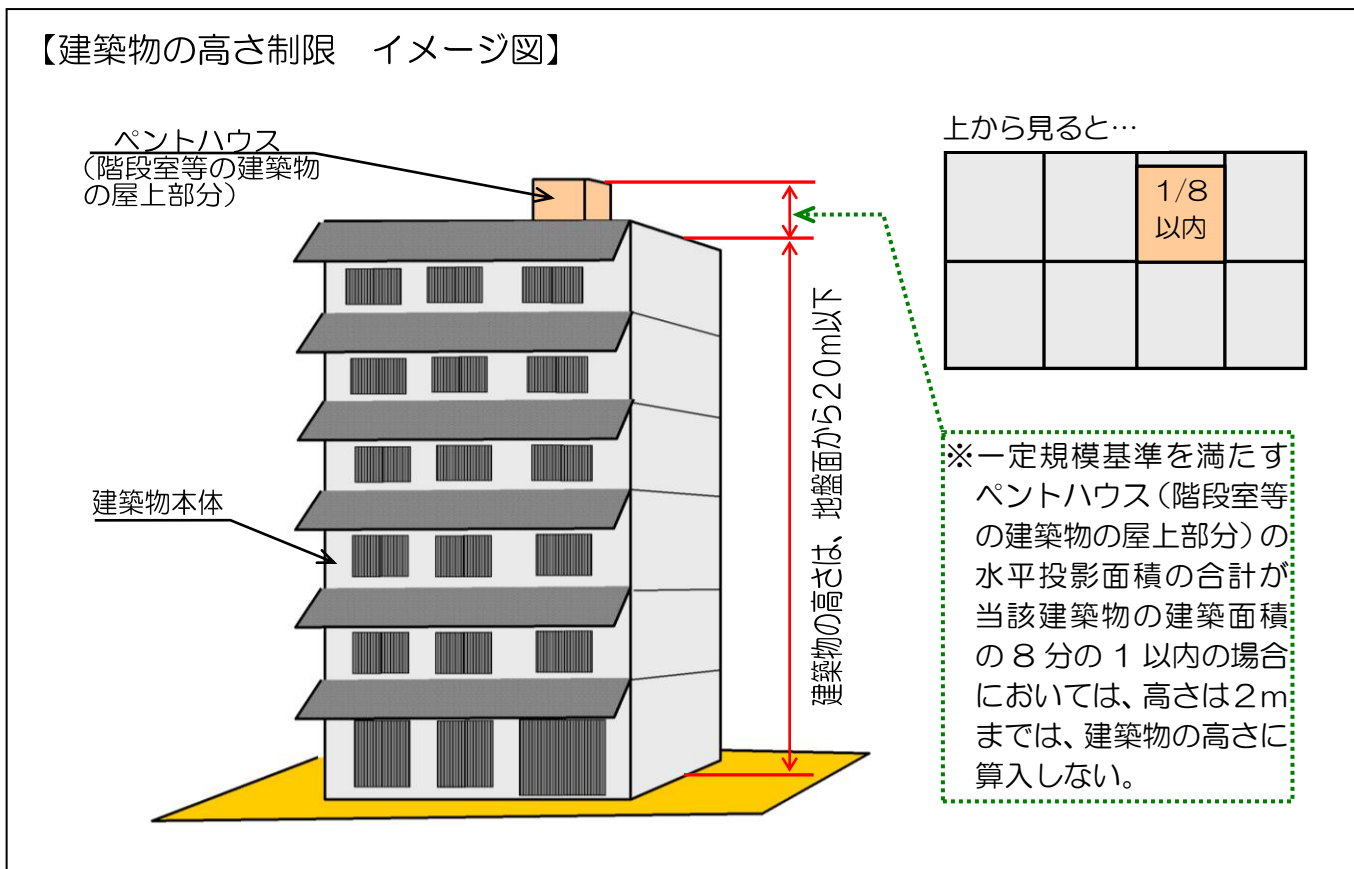 【建築物の高さ制限　イメージ図】
ペントハウス
（階段室等の建築物
の屋上部分）
建築物本体
建築物の高さは、地盤面から２０ｍ以下
上から見ると…
１/８
以内
※一定規模基準を満たす
ペントハウス（階段室等
の建築物の屋上部分）の
水平投影面積の合計が
当該建築物の建築面積
の８分の１以内の場合
においては、高さは２ｍ
までは、建築物の高さに
算入しない。